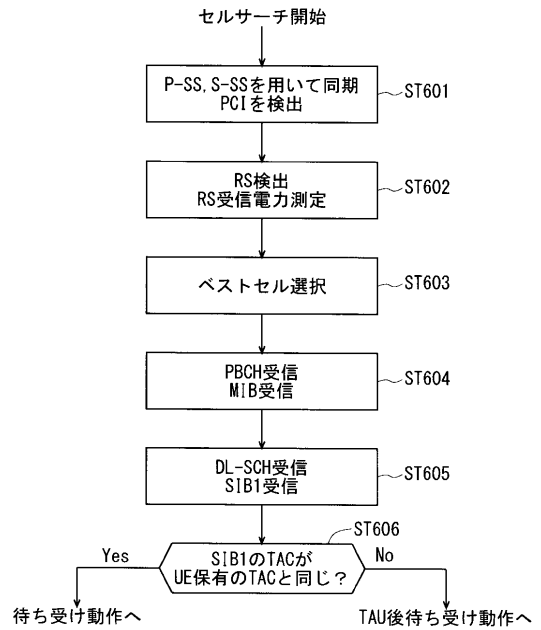 セルサーチ開始
P-SS,S-SSを用いて同期
PCIを検出
ST601
RS検出
RS受信電力測定
ST602
ベストセル選択
ST603
PBCH受信
MIB受信
ST604
DL-SCH受信
SIB1受信
ST605
ST606
SIB1のTACが
UE保有のTACと同じ?
Yes
No
待ち受け動作へ
TAU後待ち受け動作へ